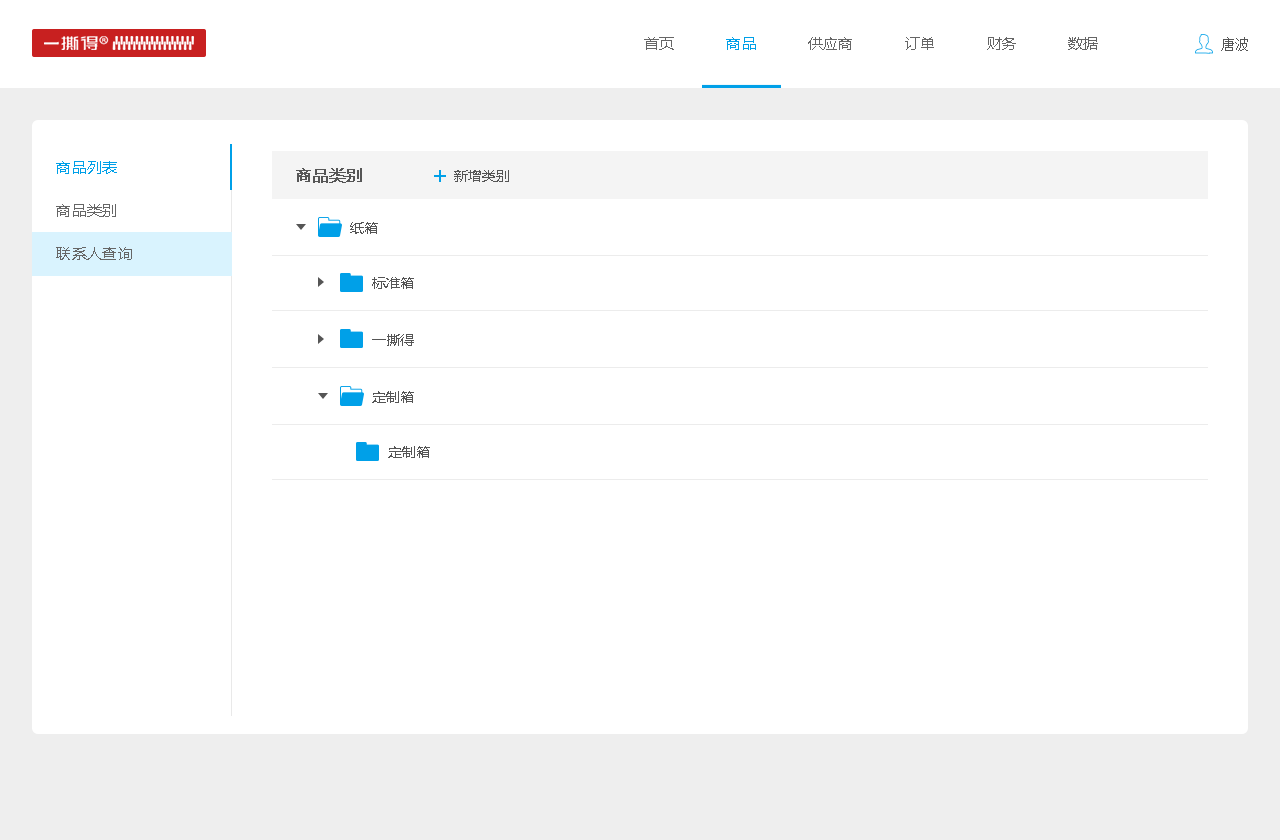 一撕得®
首页 商品 供应商 订单 财务 数据 唐波
商品列表
商品类别
联系人查询
商品类别 + 新增类别
纸箱
标准箱
一撕得
定制箱
定制箱